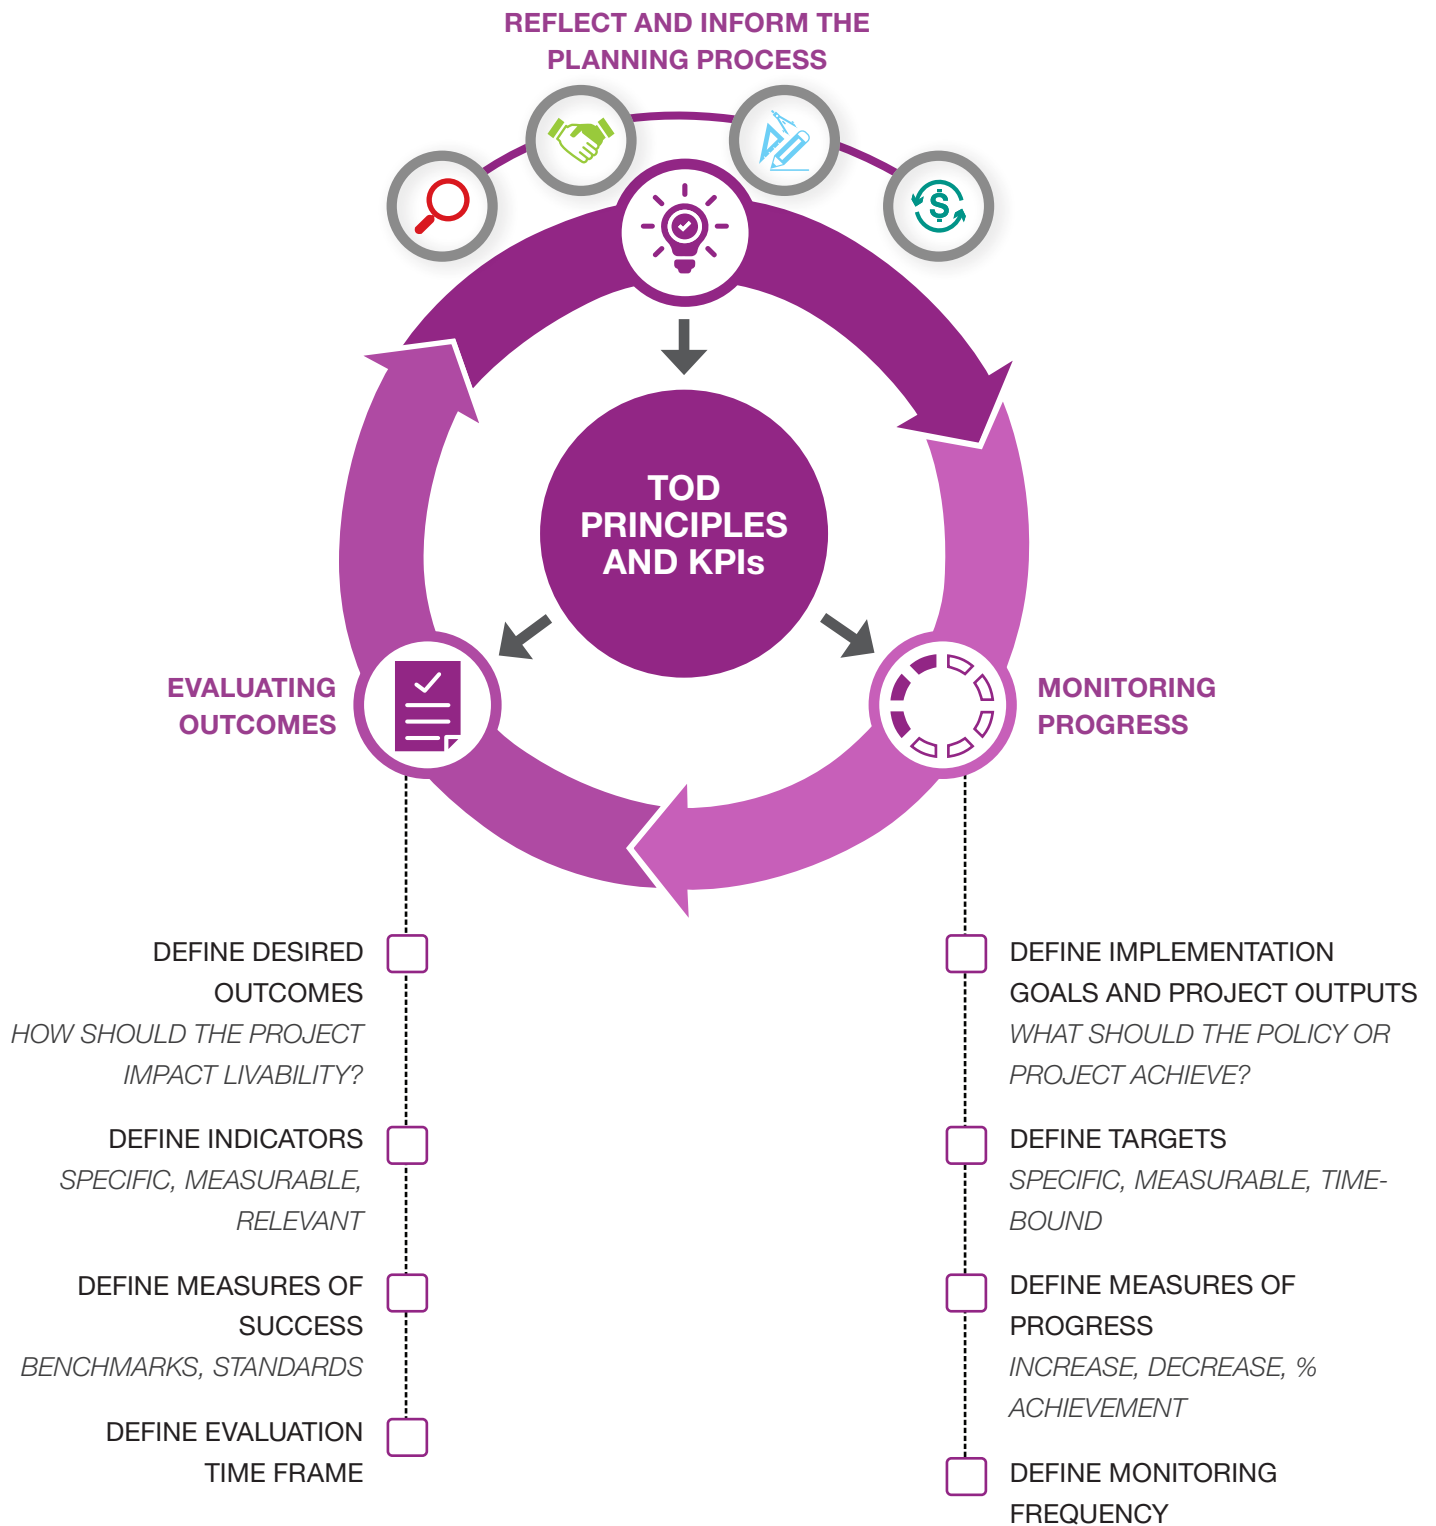 REFLECT AND INFORM THE
PLANNING PROCESS
$
TOD
PRINCIPLES
AND KPIs
EVALUATING
OUTCOMES
MONITORING
PROGRESS
DEFINE DESIRED
OUTCOMES
HOW SHOULD THE PROJECT
IMPACT LIVABILITY?
DEFINE INDICATORS
SPECIFIC, MEASURABLE,
RELEVANT
DEFINE MEASURES OF
SUCCESS
BENCHMARKS, STANDARDS
DEFINE EVALUATION
TIME FRAME
DEFINE IMPLEMENTATION
GOALS AND PROJECT OUTPUTS
WHAT SHOULD THE POLICY OR
PROJECT ACHIEVE?
DEFINE TARGETS
SPECIFIC, MEASURABLE, TIME-
BOUND
DEFINE MEASURES OF
PROGRESS
INCREASE, DECREASE, %
ACHIEVEMENT
DEFINE MONITORING
FREQUENCY